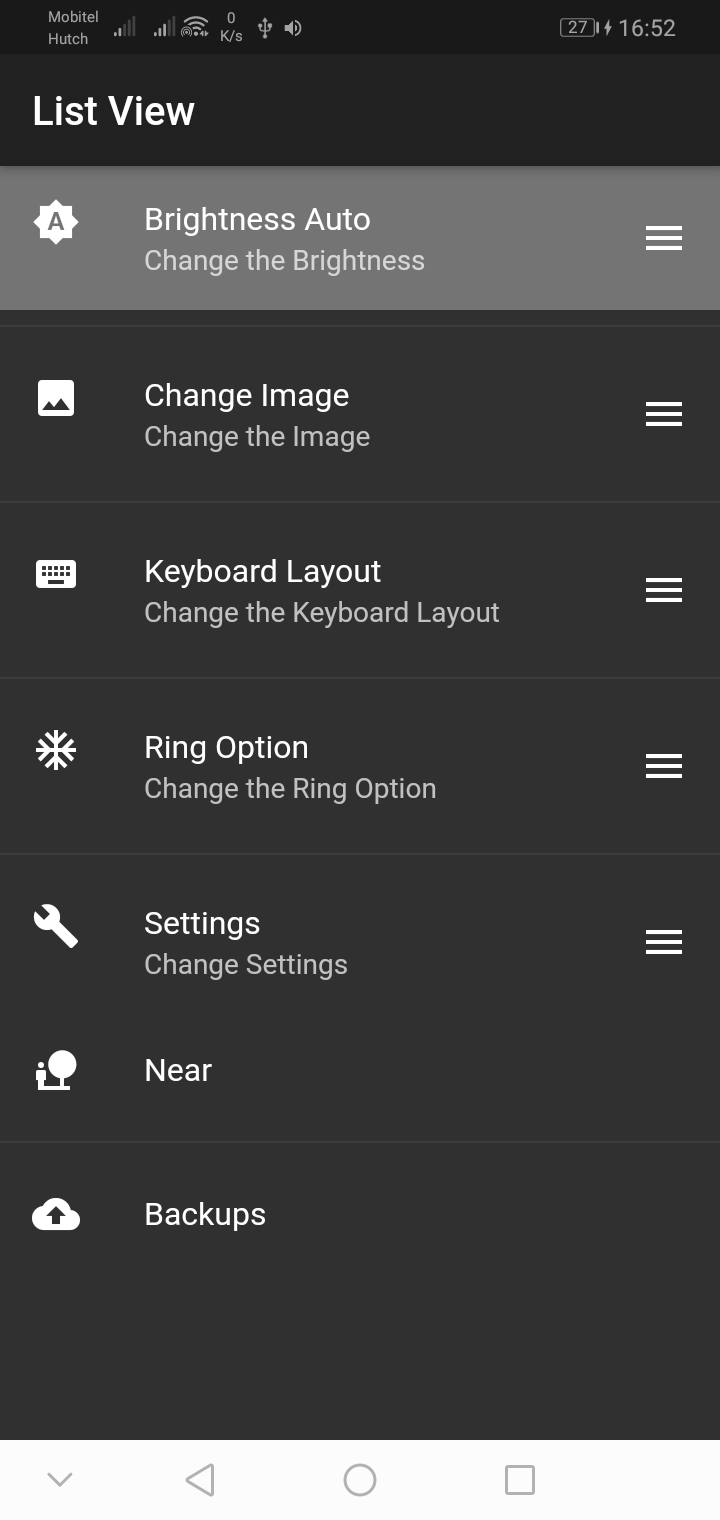 Mobitel
Hutch
0
K/s
27
16:52
List View
A
Brightness Auto
Change the Brightness
Change Image
Change the Image
Keyboard Layout
Change the Keyboard Layout
Ring Option
Change the Ring Option
Settings
Change Settings
Near
Backups